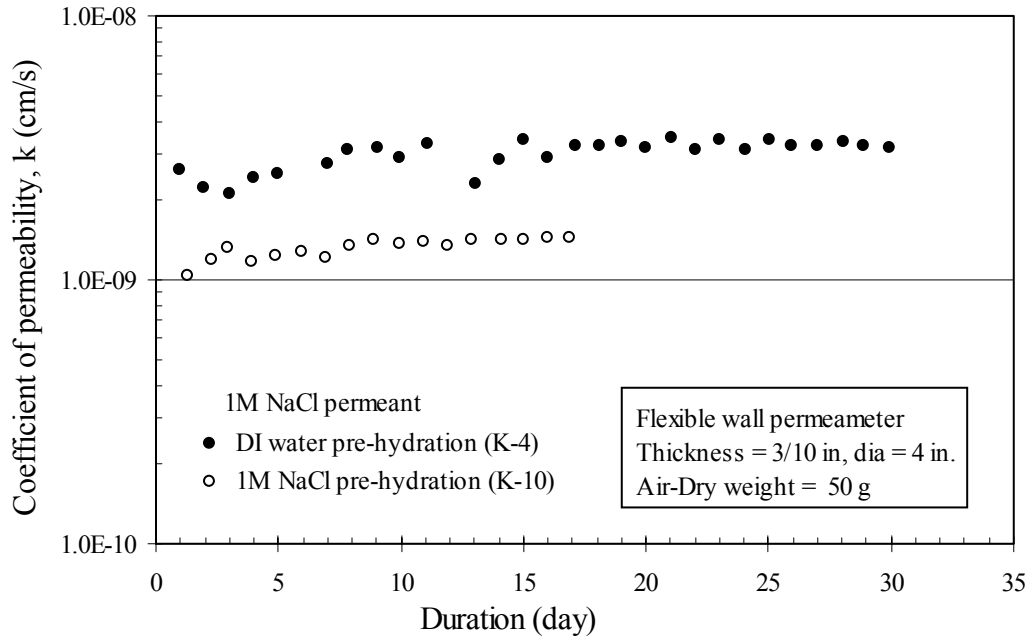 1.0E-08
1.0E-09
1.0E-10
Coefficient of permeability, k (cm/s)
1M NaCl permeant
DI water pre-hydration (K-4)
1M NaCl pre-hydration (K-10)
Flexible wall permeameter
Thickness = 3/10 in, dia = 4 in.
Air-Dry weight = 50 g
0 5 10 15 20 25 30 35
Duration (day)